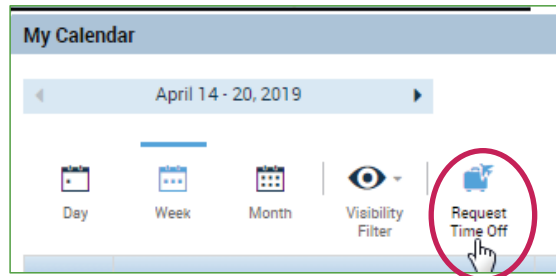 My Calendar
April 14 - 20, 2019
Day
Week
Month
Visibility
Filter
Request
Time Off